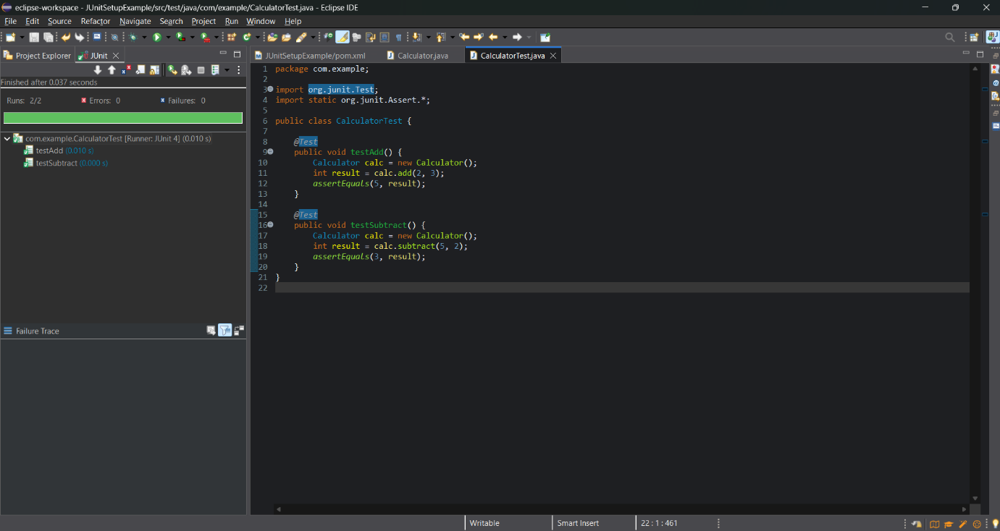 eclipse-workspace - JUnitSetupExample/src/test/java/com/example/CalculatorTest.java - Eclipse IDE
File Edit Source Refactor Navigate Search Project Run Window Help
Project Explorer JUnit
JUnitSetupExample/pom.xml Calculator.java CalculatorTest.java
Finished after 0.037 seconds
Runs: 2/2 Errors: 0 Failures: 0
com.example.CalculatorTest [Runner: JUnit 4] (0.010 s)
testAdd (0.010 s)
testSubtract (0.000 s)
Failure Trace
1 package com.example;
2
3 import org.junit.Test;
4 import static org.junit.Assert.*;
5
6 public class CalculatorTest {
7
8 @Test
9 public void testAdd() {
10 Calculator calc = new Calculator();
11 int result = calc.add(2, 3);
12 assertEquals(5, result);
13 }
14
15 @Test
16 public void testSubtract() {
17 Calculator calc = new Calculator();
18 int result = calc.subtract(5, 2);
19 assertEquals(3, result);
20 }
21 }
22
Writable Smart Insert 22 : 1 : 461